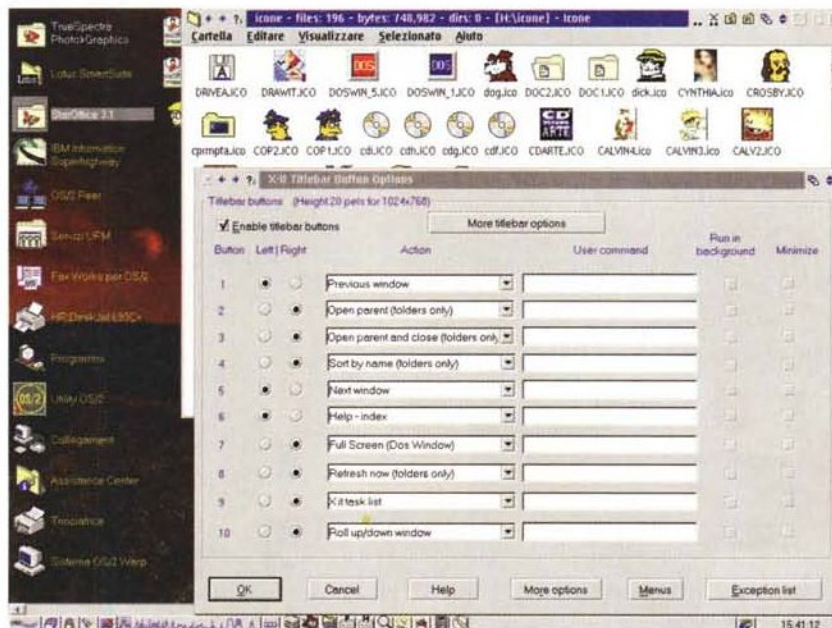 icone - files: 196 - bytes: 748,982 - dirs: 0 - [H:\icone] - Icone
Cartella Editare Visualizzare Selezionato Aiuto
TrueSpectra
Photo>Graphics
Lotus SmartSuite
StarOffice 3.1
IBM Information
Superhighway
OS/2 Peer
Servizi UPM
FaxWorks per OS/2
HP DeskJet 690C+
Programmi
Utility OS/2
Collegamenti
Assistance Center
Sistema OS/2 Warp
DRIVEA.ICO DRAWIT.ICO DOSWIN_5.ICO DOSWIN_1.ICO dog.ico DOC2.ICO DOC1.ICO dick.ico CYNTHIA.ico CROSBY.ICO
COP2.ICO COP1.ICO cdi.ICO cdh.ICO cdg.ICO cdf.ICO CDARTE.ICO CALVIN4.ico CALVIN3.ico CALV2.ICO
X-it Titlebar Button Options
Titlebar buttons (Height 20 pels for 1024x768)
Enable titlebar buttons More titlebar options
Button Left | Right Action User command Run in background Minimize
1 Previous window
2 Open parent (folders only)
3 Open parent and close (folders only
4 Sort by name (folders only)
5 Next window
6 Help - index
7 Full Screen (Dos Window)
8 Refresh now (folders only)
9 X it task list
10 Roll up/down window
OK Cancel Help More options Menus Exception list
15:41:12